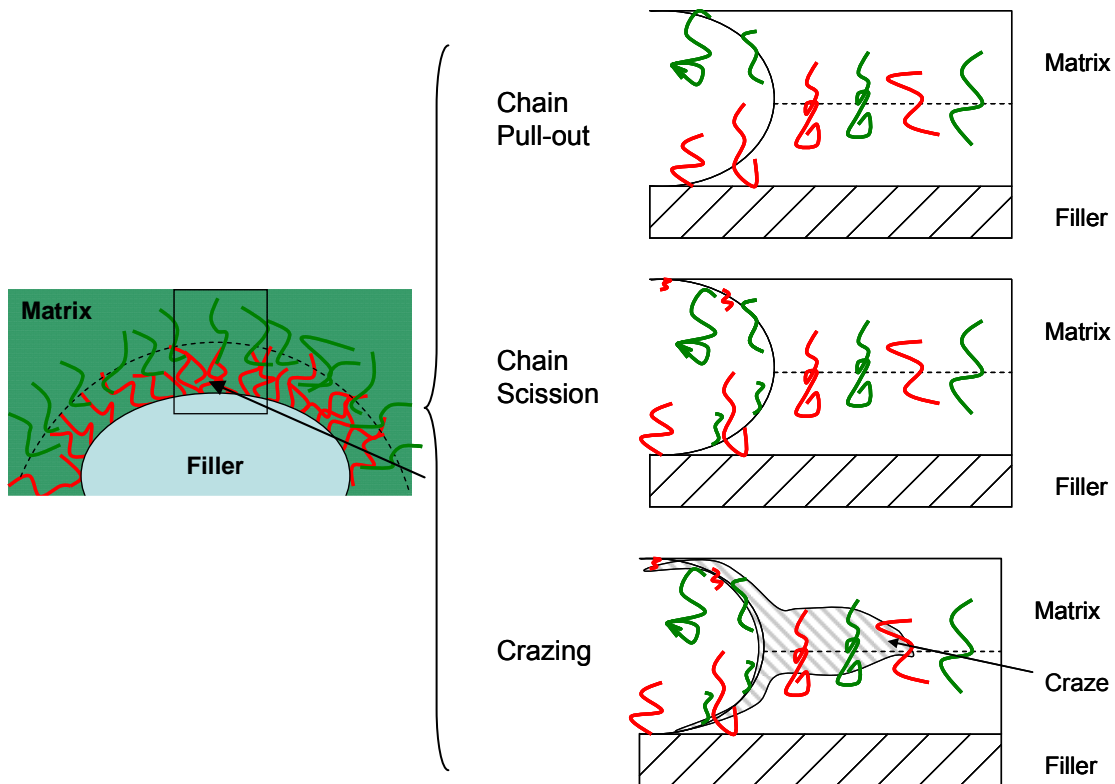 Matrix
Filler
Chain
Pull-out
Matrix
Filler
Chain
Scission
Matrix
Filler
Crazing
Matrix
Craze
Filler